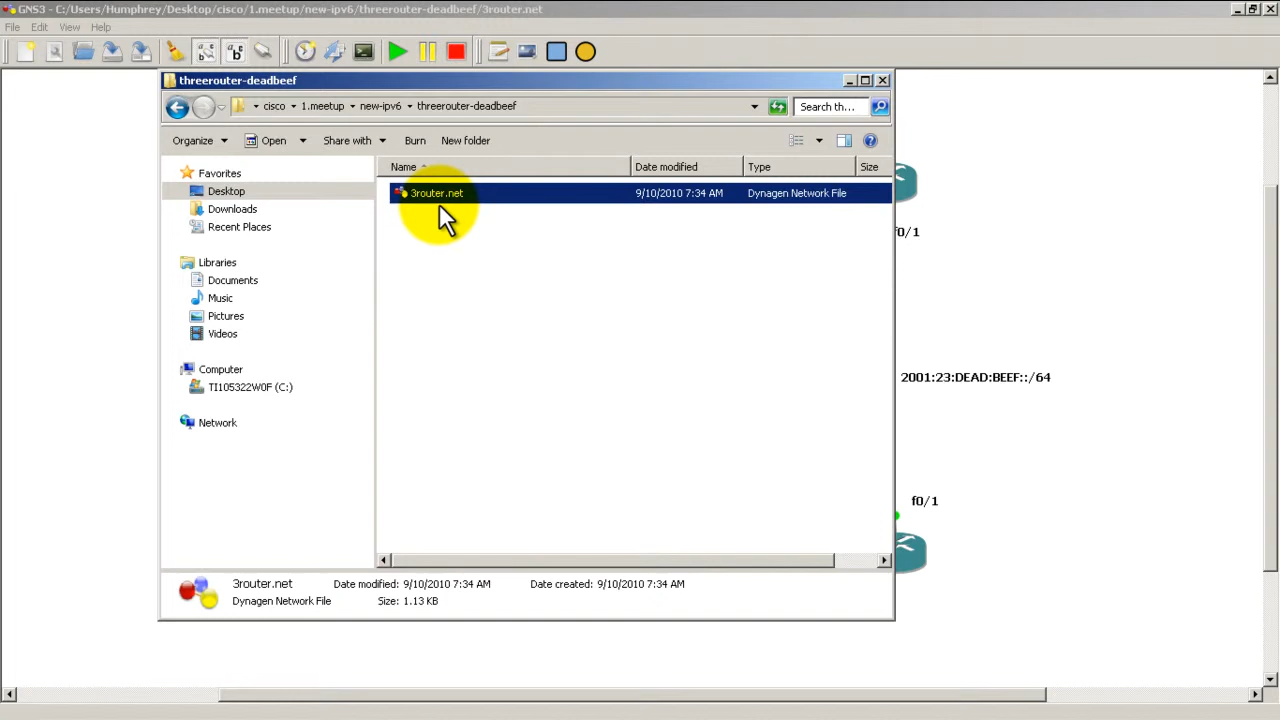 GNS3 - C:/Users/Humphrey/Desktop/cisco/1.meetup/new-ipv6/threerouter-deadbeef/3router.net
File Edit View Help
threerouter-deadbeef
cisco 1.meetup new-ipv6 threerouter-deadbeef Search th...
Organize Open Share with Burn New folder
Name Date modified Type Size
3router.net 9/10/2010 7:34 AM Dynagen Network File
Favorites
Desktop
Downloads
Recent Places
Libraries
Documents
Music
Pictures
Videos
Computer
TI105322W0F (C:)
Network
f0/1
2001:23:DEAD:BEEF::/64
f0/1
3router.net Date modified: 9/10/2010 7:34 AM Date created: 9/10/2010 7:34 AM
Dynagen Network File Size: 1.13 KB